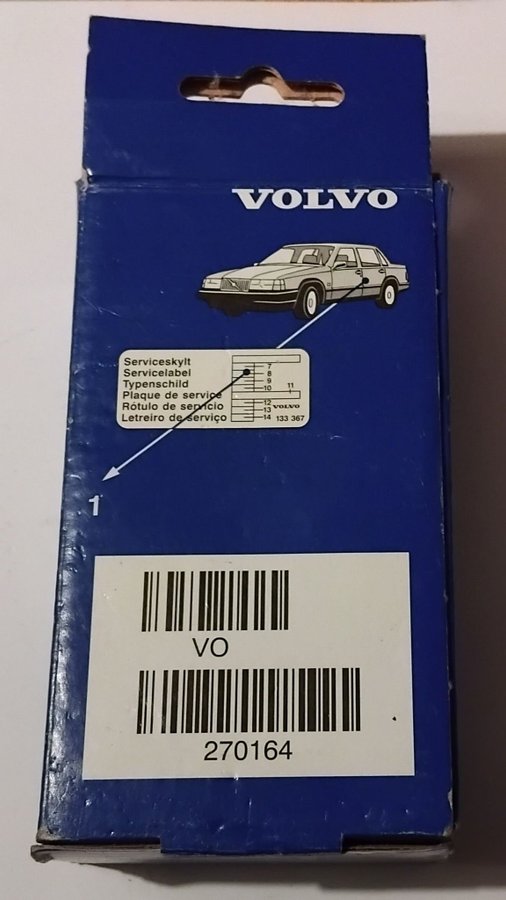 VOLVO
Serviceskylt
Servicelabel
Typenschild
Plaque de service
Rótulo de servicio
Letreiro de serviço
7
8
9
10
11
12
13
14
VOLVO
133 367
1
VO
270164